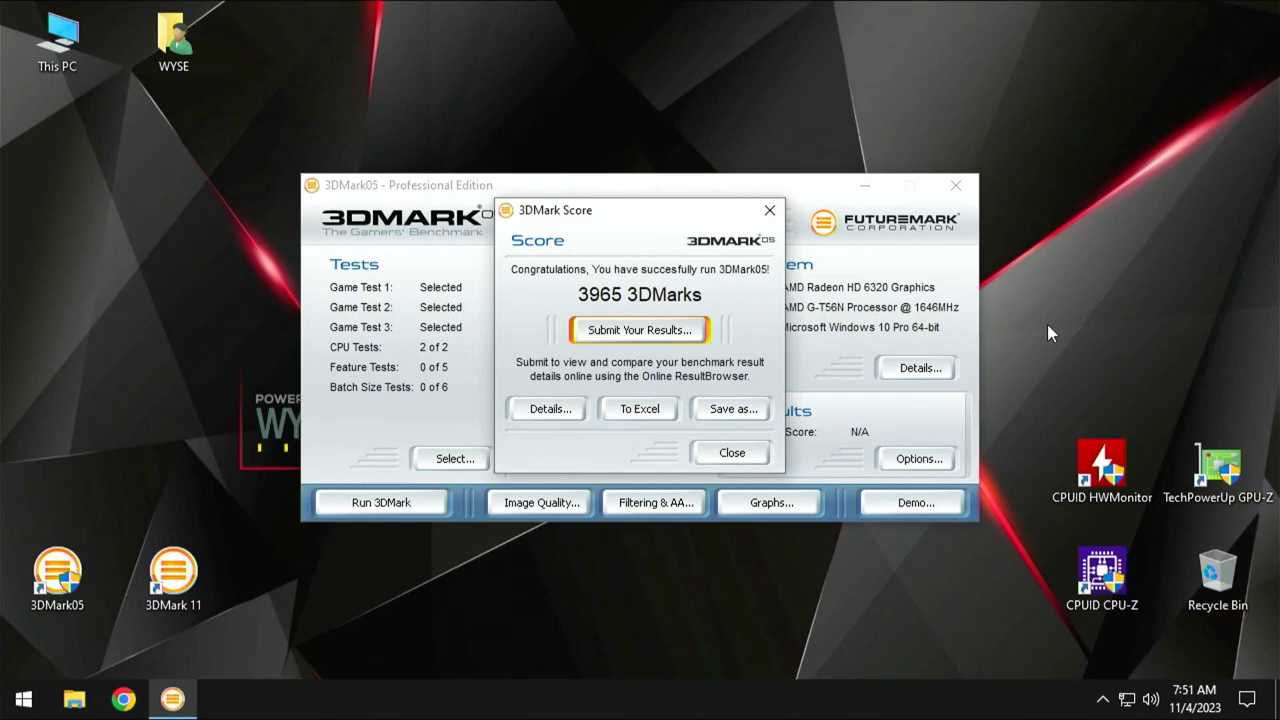 This PC
WYSE
3DMark05 - Professional Edition
3DMARK
The Gamers' Benchmark
FUTUREMARK
CORPORATION
Tests
Game Test 1: Selected
Game Test 2: Selected
Game Test 3: Selected
CPU Tests: 2 of 2
Feature Tests: 0 of 5
Batch Size Tests: 0 of 6
Select...
3DMark Score
Score
3DMARK05
Congratulations, You have succesfully run 3DMark05!
3965 3DMarks
Submit Your Results...
Submit to view and compare your benchmark result
details online using the Online ResultBrowser.
Details...
To Excel
Save as...
Close
em
AMD Radeon HD 6320 Graphics
AMD G-T56N Processor @ 1646MHz
Microsoft Windows 10 Pro 64-bit
Details...
ults
Score: N/A
Options...
Run 3DMark
Image Quality...
Filtering & AA...
Graphs...
Demo...
POWER
WY
CPUID HWMonitor
TechPowerUp GPU-Z
3DMark05
3DMark 11
CPUID CPU-Z
Recycle Bin
7:51 AM
11/4/2023